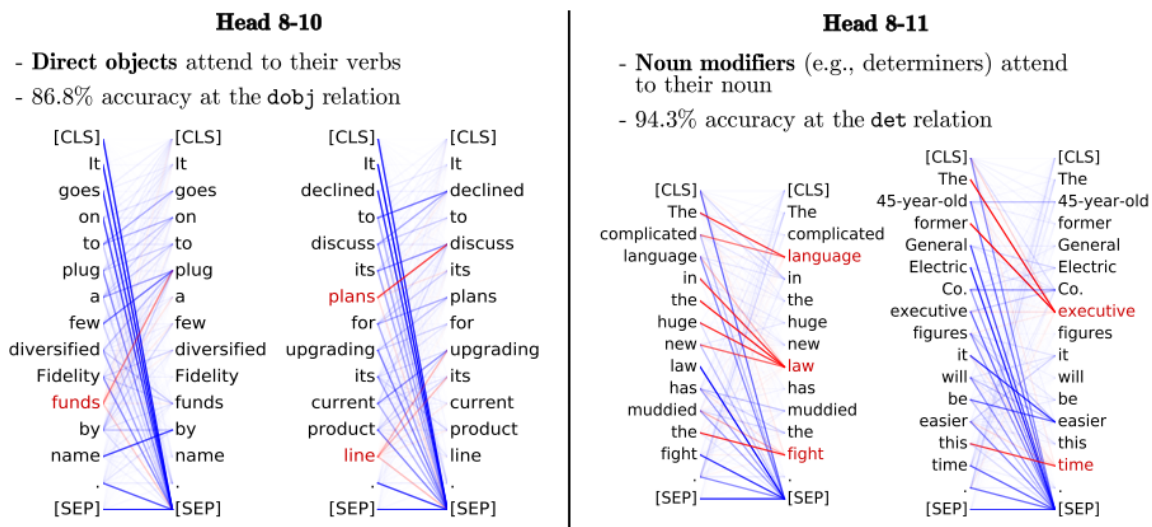 Head 8-10
- Direct objects attend to their verbs
- 86.8% accuracy at the dobj relation
[CLS]
It
goes
on
to
plug
a
few
diversified
Fidelity
funds
by
name
.
[SEP]
[CLS]
It
goes
on
to
plug
a
few
diversified
Fidelity
funds
by
name
.
[SEP]
[CLS]
It
declined
to
discuss
its
plans
for
upgrading
its
current
product
line
.
[SEP]
[CLS]
It
declined
to
discuss
its
plans
for
upgrading
its
current
product
line
.
[SEP]
Head 8-11
- Noun modifiers (e.g., determiners) attend
to their noun
- 94.3% accuracy at the det relation
[CLS]
The
complicated
language
in
the
huge
new
law
has
muddied
the
fight
.
[SEP]
[CLS]
The
complicated
language
in
the
huge
new
law
has
muddied
the
fight
.
[SEP]
[CLS]
The
45-year-old
former
General
Electric
Co.
executive
figures
it
will
be
easier
this
time
.
[SEP]
[CLS]
The
45-year-old
former
General
Electric
Co.
executive
figures
it
will
be
easier
this
time
.
[SEP]